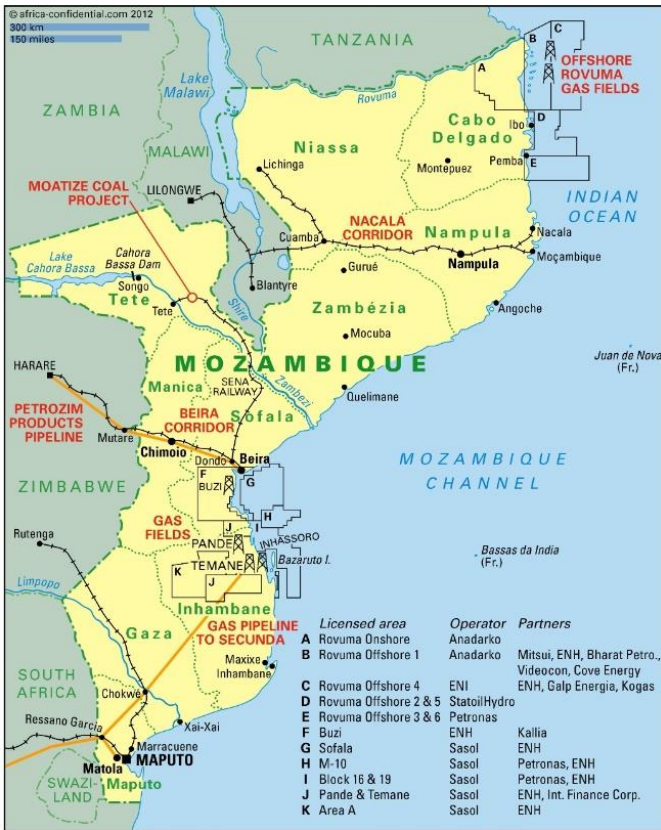 © africa-confidential.com 2012
300 km
150 miles
TANZANIA
C
B
A
OFFSHORE
ROVUMA
GAS FIELDS
Lake
Malawi
Rovuma
ZAMBIA
MALAWI
Niassa
Cabo
Delgado
D
Ibo
Lichinga
Montepuez
Pemba
E
MOATIZE COAL
PROJECT
LILONGWE
INDIAN
OCEAN
NACALA
CORRIDOR
Nampula
Cuamba
Nacala
Nampula
Moçambique
Lake
Cahora Bassa
Cahora
Bassa Dam
Songo
Tete
Tete
Shire
Blantyre
Gurué
Zambézia
Angoche
Mocuba
MOZAMBIQUE
Juan de Nova
(Fr.)
HARARE
Manica
SENA
RAILWAY
Zambezi
Quelimane
Sofala
PETROZIM
PRODUCTS
PIPELINE
BEIRA
CORRIDOR
Mutare
Chimoio
Dondo
Beira
MOZAMBIQUE
CHANNEL
F
G
BUZI
ZIMBABWE
H
GAS
FIELDS
J
I
Rutenga
PANDE
INHASSORO
TEMANE
Bazaruto I.
K
J
Bassas da India
(Fr.)
Limpopo
Inhambane
Gaza
GAS PIPELINE
TO SECUNDA
SOUTH
AFRICA
Maxixe
Inhambane
Chokwé
Ressano Garcia
Xai-Xai
Marracuene
Matola
MAPUTO
SWAZI-
LAND
Maputo
Licensed area Operator Partners
A Rovuma Onshore Anadarko
B Rovuma Offshore 1 Anadarko Mitsui, ENH, Bharat Petro.,
Videocon, Cove Energy
C Rovuma Offshore 4 ENI ENH, Galp Energia, Kogas
D Rovuma Offshore 2 & 5 StatoilHydro
E Rovuma Offshore 3 & 6 Petronas
F Buzi ENH Kallia
G Sofala Sasol ENH
H M-10 Sasol Petronas, ENH
I Block 16 & 19 Sasol Petronas, ENH
J Pande & Temane Sasol ENH, Int. Finance Corp.
K Area A Sasol ENH